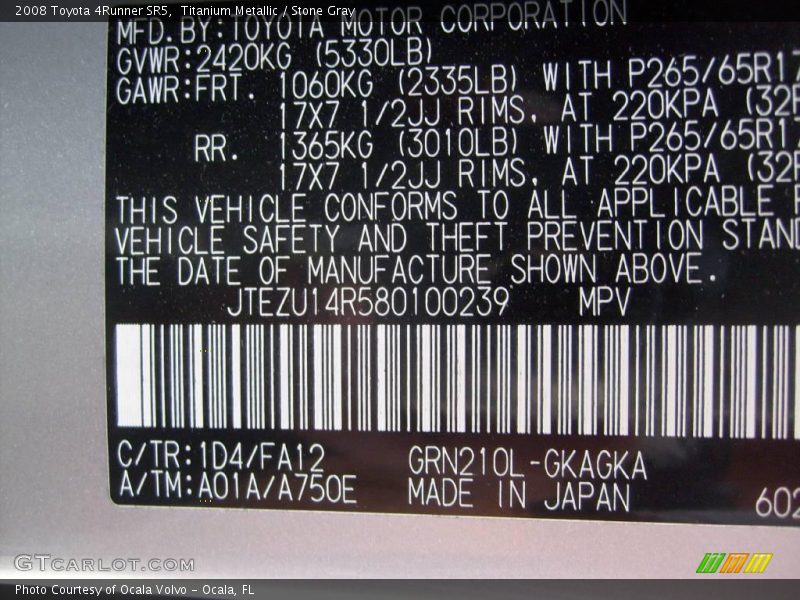 2008 Toyota 4Runner SR5, Titanium Metallic / Stone Gray
MFD.BY:TOYOTA MOTOR CORPORATION
GVWR:2420KG (5330LB)
GAWR:FRT. 1060KG (2335LB) WITH P265/65R17
17X7 1/2JJ RIMS, AT 220KPA (32P
RR. 1365KG (3010LB) WITH P265/65R17
17X7 1/2JJ RIMS, AT 220KPA (32P
THIS VEHICLE CONFORMS TO ALL APPLICABLE F
VEHICLE SAFETY AND THEFT PREVENTION STAND
THE DATE OF MANUFACTURE SHOWN ABOVE.
JTEZU14R580100239 MPV
C/TR:1D4/FA12 GRN210L-GKAGKA
A/TM:A01A/A750E MADE IN JAPAN 602
GTCARLOT.COM
Photo Courtesy of Ocala Volvo - Ocala, FL